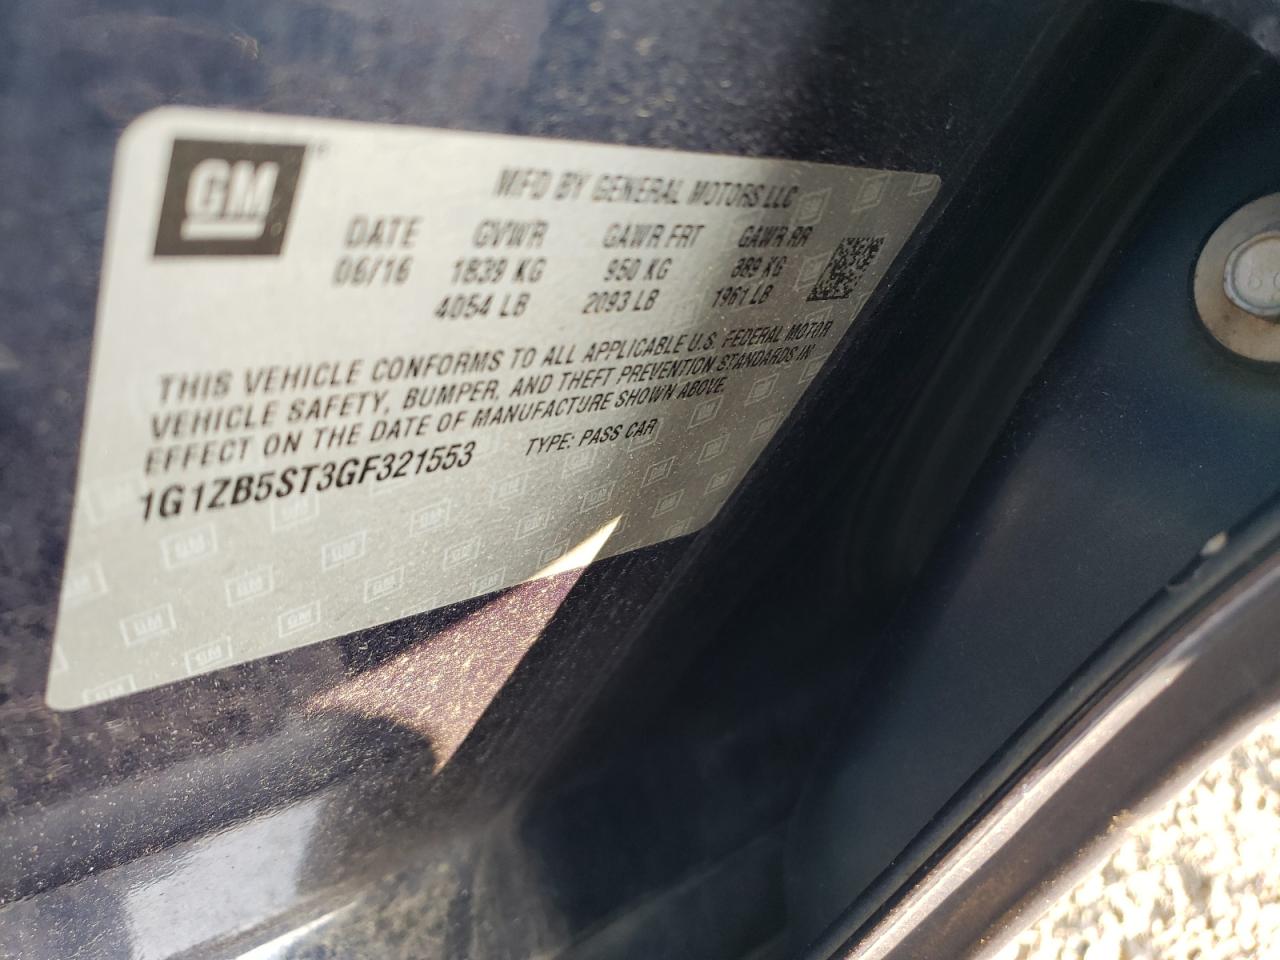 GM
MFD BY GENERAL MOTORS LLC
DATE GVWR GAWR FRT GAWR RR
06/16 1839 KG 950 KG 889 KG
4054 LB 2093 LB 1961 LB
THIS VEHICLE CONFORMS TO ALL APPLICABLE U.S. FEDERAL MOTOR
VEHICLE SAFETY, BUMPER, AND THEFT PREVENTION STANDARDS IN
EFFECT ON THE DATE OF MANUFACTURE SHOWN ABOVE.
1G1ZB5ST3GF321553 TYPE: PASS CAR